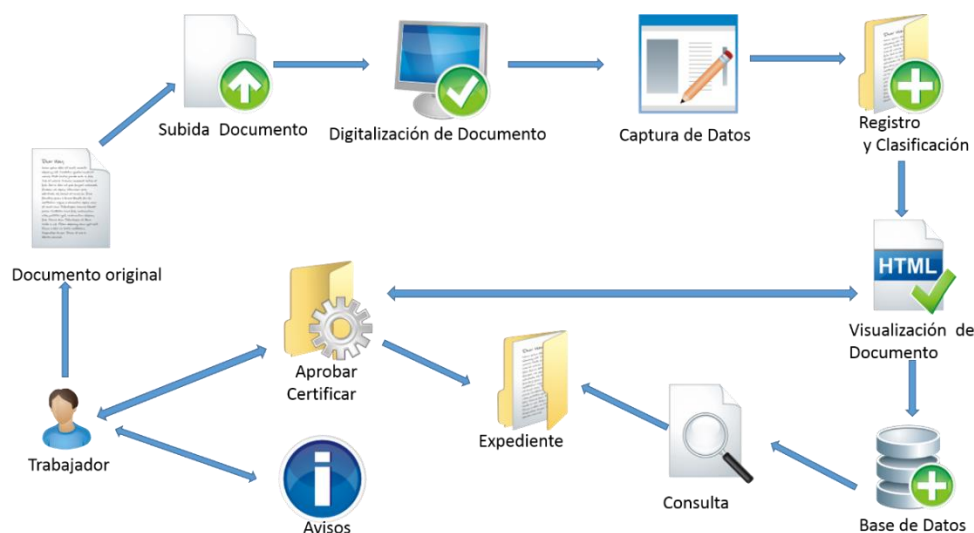 Subida Documento
Digitalización de Documento
Captura de Datos
Registro
y Clasificación
Documento original
HTML
Visualización de
Documento
Aprobar
Certificar
Expediente
Trabajador
Avisos
Consulta
Base de Datos